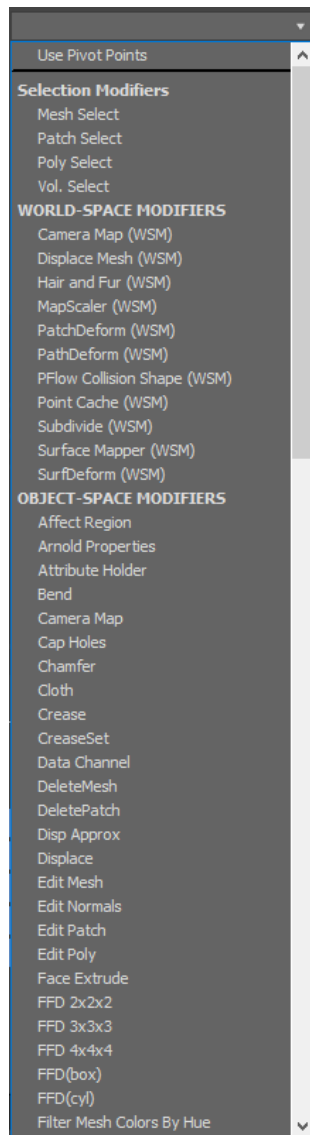 Use Pivot Points
Selection Modifiers
Mesh Select
Patch Select
Poly Select
Vol. Select
WORLD-SPACE MODIFIERS
Camera Map (WSM)
Displace Mesh (WSM)
Hair and Fur (WSM)
MapScaler (WSM)
PatchDeform (WSM)
PathDeform (WSM)
PFlow Collision Shape (WSM)
Point Cache (WSM)
Subdivide (WSM)
Surface Mapper (WSM)
SurfDeform (WSM)
OBJECT-SPACE MODIFIERS
Affect Region
Arnold Properties
Attribute Holder
Bend
Camera Map
Cap Holes
Chamfer
Cloth
Crease
CreaseSet
Data Channel
DeleteMesh
DeletePatch
Disp Approx
Displace
Edit Mesh
Edit Normals
Edit Patch
Edit Poly
Face Extrude
FFD 2x2x2
FFD 3x3x3
FFD 4x4x4
FFD(box)
FFD(cyl)
Filter Mesh Colors By Hue